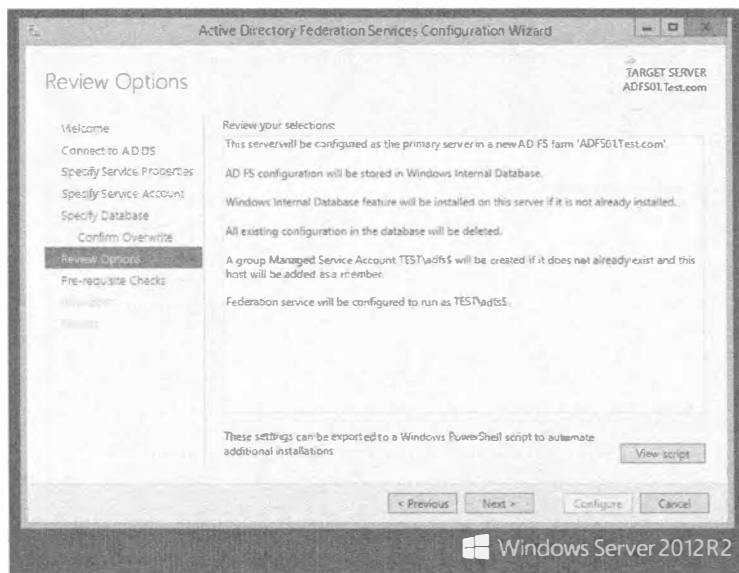 Active Directory Federation Services Configuration Wizard
Review Options
TARGET SERVER
ADFS01.Test.com
Welcome
Connect to AD DS
Specify Service Properties
Specify Service Account
Specify Database
Confirm Overwrite
Review Options
Pre-requisite Checks
Installation
Results
Review your selections:
This server will be configured as the primary server in a new AD FS farm 'ADFS01.Test.com'.
AD FS configuration will be stored in Windows Internal Database.
Windows Internal Database feature will be installed on this server if it is not already installed.
All existing configuration in the database will be deleted.
A group Managed Service Account TEST\adfs$ will be created if it does not already exist and this
host will be added as a member.
Federation service will be configured to run as TEST\adfs$.
These settings can be exported to a Windows PowerShell script to automate
additional installations
View script
< Previous
Next >
Configure
Cancel
Windows Server 2012 R2